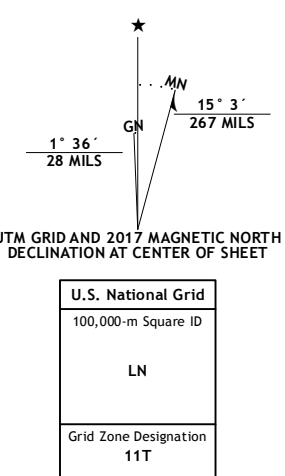 ★
MN
15° 3´
267 MILS
GN
1° 36´
28 MILS
UTM GRID AND 2017 MAGNETIC NORTH
DECLINATION AT CENTER OF SHEET
U.S. National Grid
100,000-m Square ID
LN
Grid Zone Designation
11T